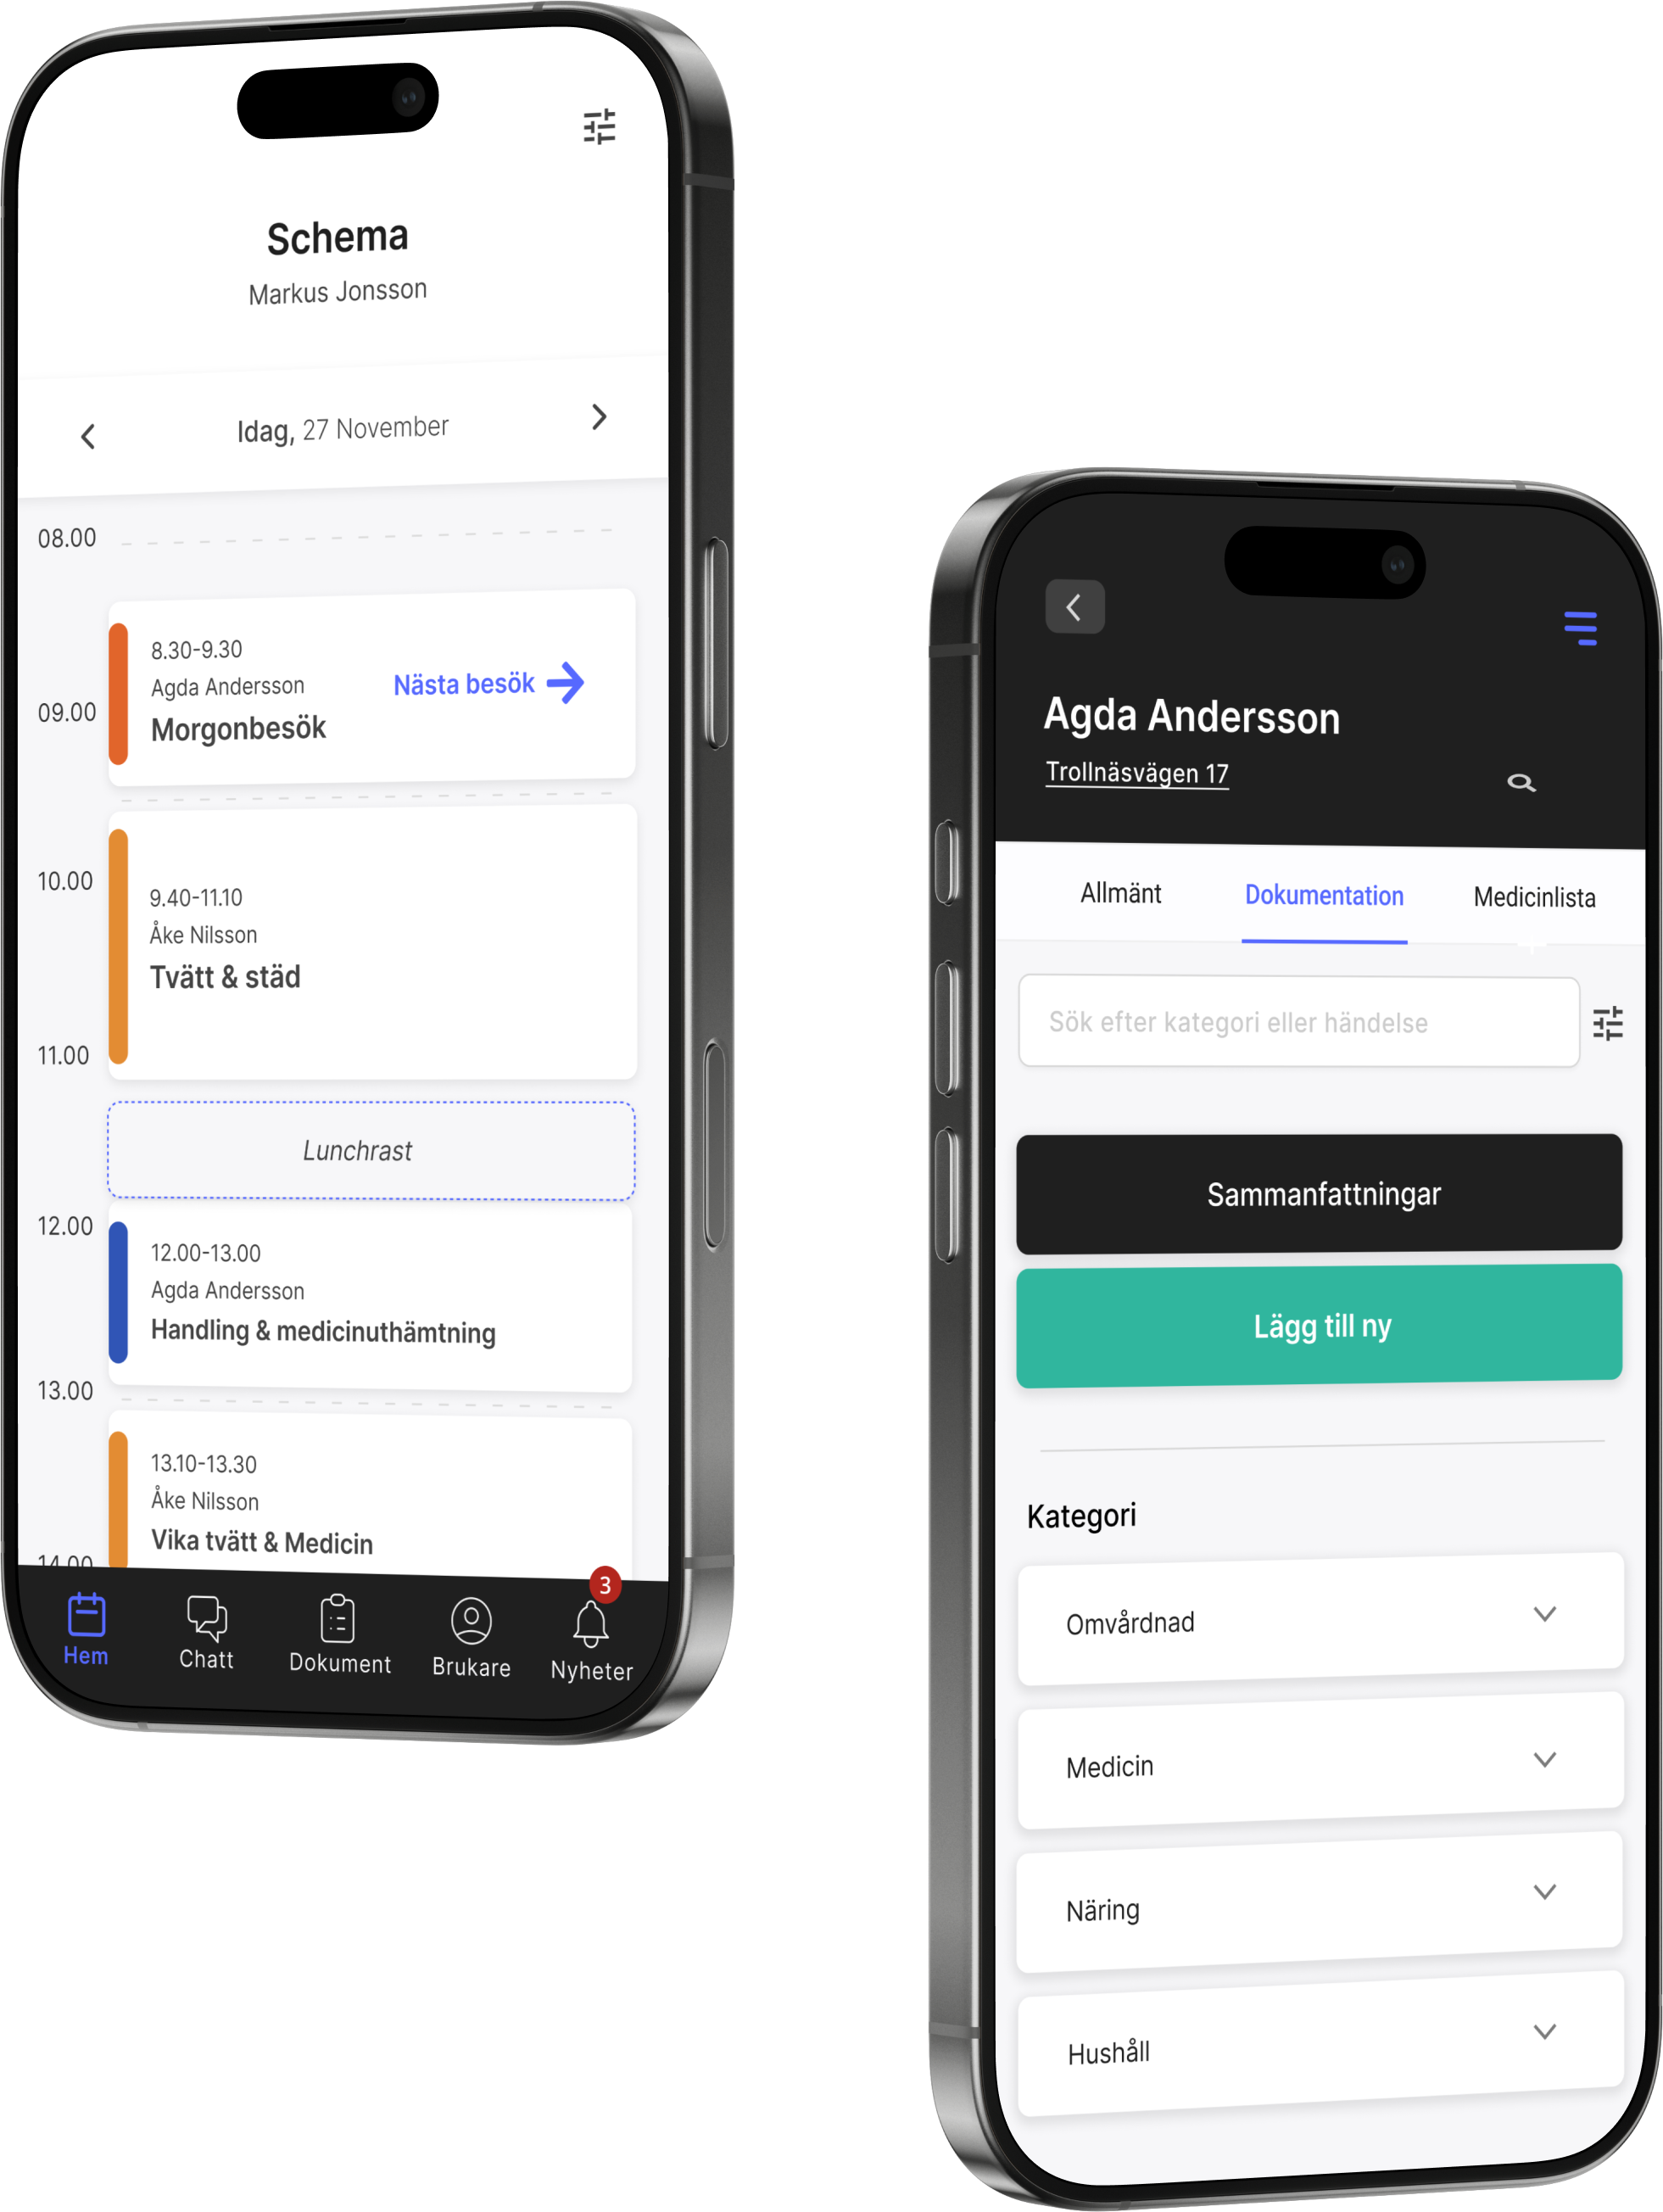 Schema
Markus Jonsson
Idag, 27 November
08.00
8.30-9.30
Agda Andersson
Nästa besök
09.00
Morgonbesök
10.00
9.40-11.10
Åke Nilsson
Tvätt & städ
11.00
Lunchrast
12.00
12.00-13.00
Agda Andersson
Handling & medicinuthämtning
13.00
13.10-13.30
Åke Nilsson
Vika tvätt & Medicin
14.00
3
Hem
Chatt
Dokument
Brukare
Nyheter
Agda Andersson
Trollnäsvägen 17
Allmänt
Dokumentation
Medicinlista
Sök efter kategori eller händelse
Sammanfattningar
Lägg till ny
Kategori
Omvårdnad
Medicin
Näring
Hushåll